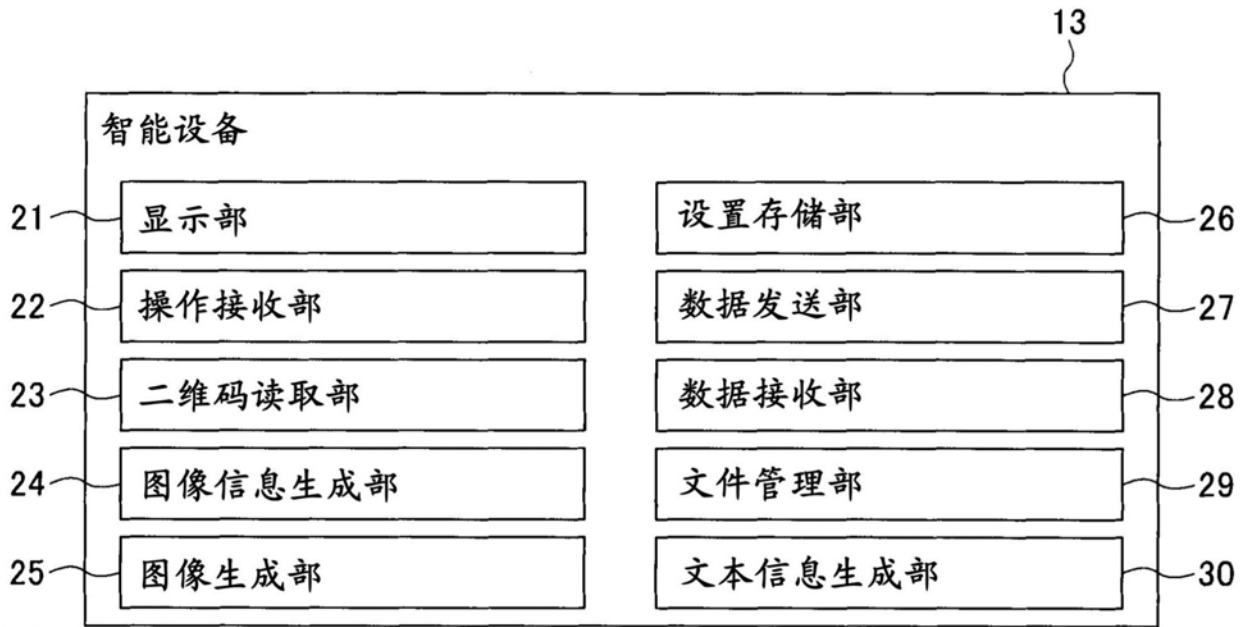 13
智能设备
21 显示部 设置存储部 26
22 操作接收部 数据发送部 27
23 二维码读取部 数据接收部 28
24 图像信息生成部 文件管理部 29
25 图像生成部 文本信息生成部 30